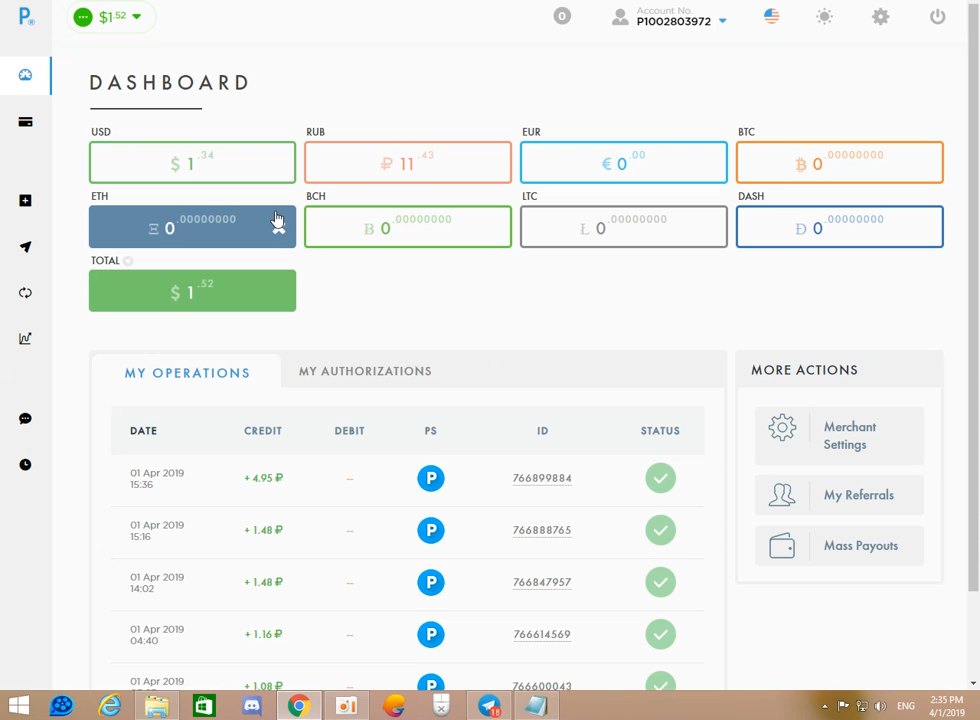 P®
$1.52
0
Account No.
P1002803972
DASHBOARD
USD
RUB
EUR
BTC
$ 1.34
₽ 11.43
€ 0.00
Ƀ 0.00000000
ETH
BCH
LTC
DASH
Ξ 0.00000000
Ƀ 0.00000000
Ł 0.00000000
Đ 0.00000000
TOTAL
$ 1.52
MY OPERATIONS
MY AUTHORIZATIONS
MORE ACTIONS
DATE CREDIT DEBIT PS ID STATUS
01 Apr 2019
15:36
+ 4.95 ₽ -- P 766899884
01 Apr 2019
15:16
+ 1.48 ₽ -- P 766888765
01 Apr 2019
14:02
+ 1.48 ₽ -- P 766847957
01 Apr 2019
04:40
+ 1.16 ₽ -- P 766614569
01 Apr 2019
+ 1.08 ₽ -- P 766600043
Merchant
Settings
My Referrals
Mass Payouts
18
ENG
2:35 PM
4/1/2019